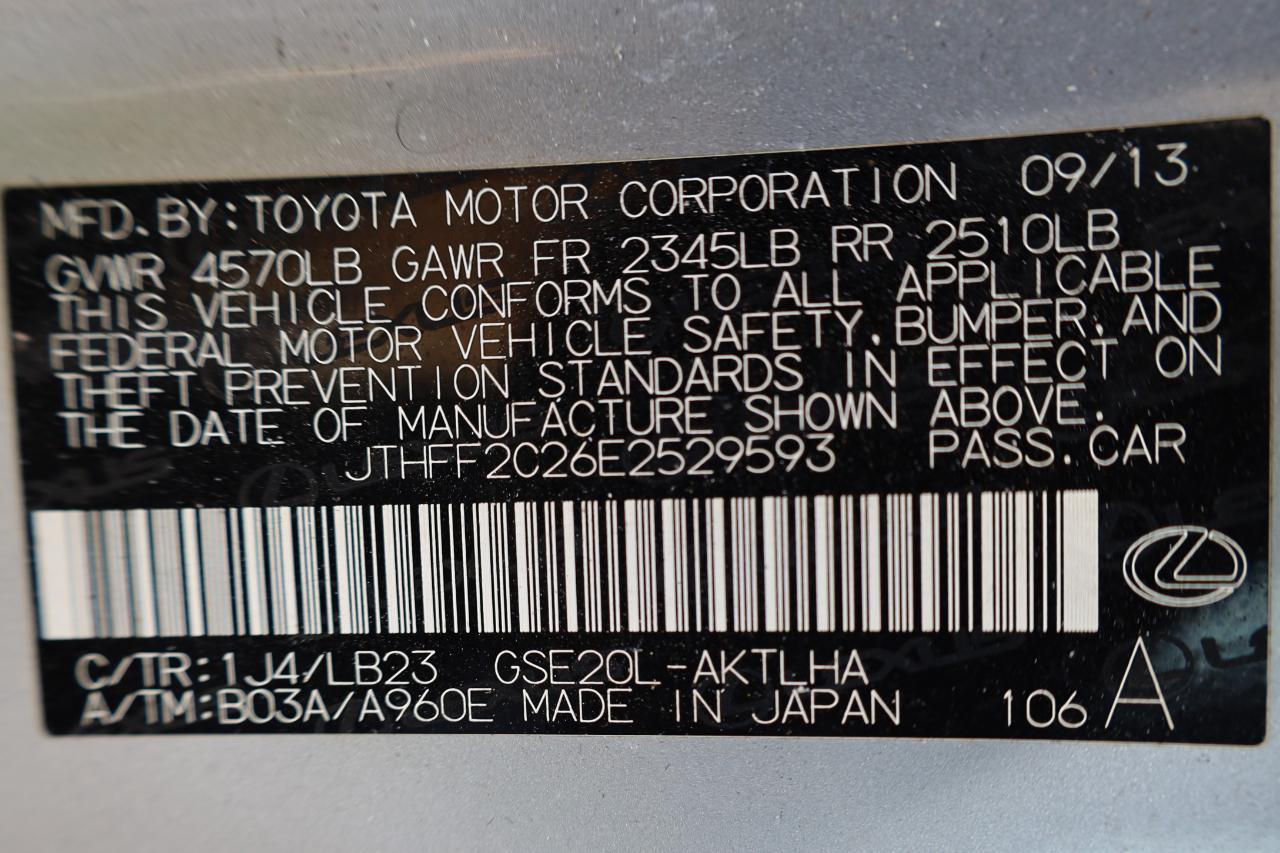 MFD. BY: TOYOTA MOTOR CORPORATION 09/13
GVWR 4570LB GAWR FR 2345LB RR 2510LB
THIS VEHICLE CONFORMS TO ALL APPLICABLE
FEDERAL MOTOR VEHICLE SAFETY, BUMPER, AND
THEFT PREVENTION STANDARDS IN EFFECT ON
THE DATE OF MANUFACTURE SHOWN ABOVE.
JTHFF2C26E2529593 PASS. CAR
C/TR: 1J4/LB23 GSE20L-AKTLHA
A/TM: B03A/A960E MADE IN JAPAN 106 A